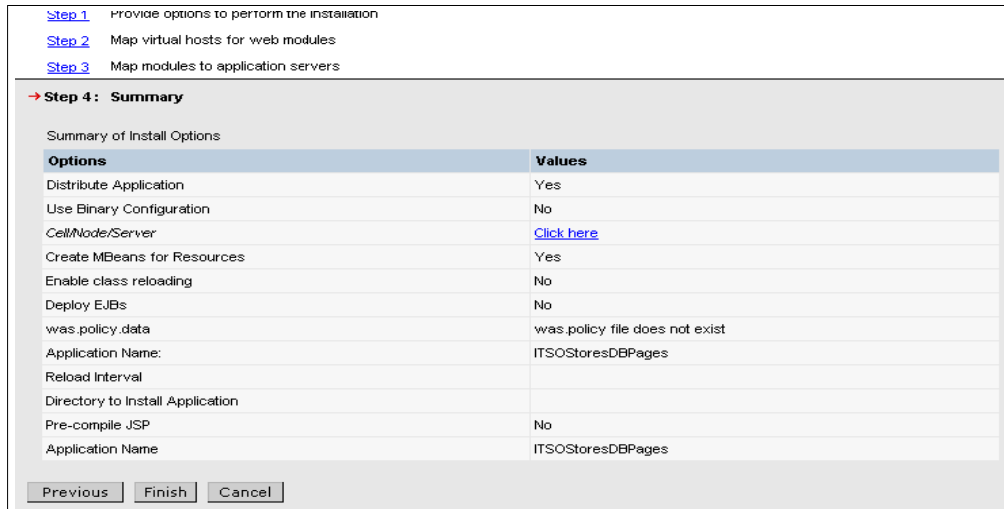 Step 1 Provide options to perform the installation
Step 2 Map virtual hosts for web modules
Step 3 Map modules to application servers
→ Step 4: Summary
Summary of Install Options
Options Values
Distribute Application Yes
Use Binary Configuration No
Cell/Node/Server Click here
Create MBeans for Resources Yes
Enable class reloading No
Deploy EJBs No
was.policy.data was.policy file does not exist
Application Name: ITSOStoresDBPages
Reload Interval
Directory to Install Application
Pre-compile JSP No
Application Name ITSOStoresDBPages
Previous Finish Cancel